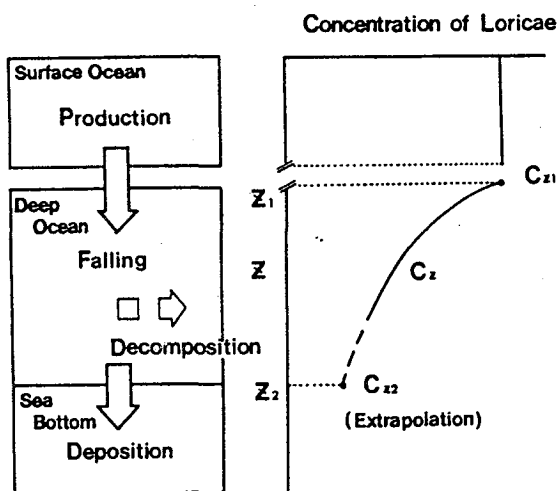 Concentration of Loricae
Surface Ocean
Production
Deep
Ocean
Falling
Decomposition
Sea
Bottom
Deposition
Z1
Z
Z2
Cz1
Cz
Cz2
(Extrapolation)